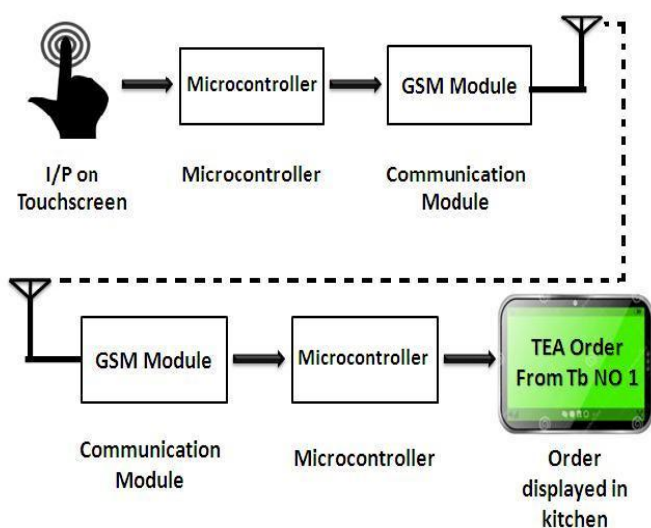 Microcontroller
GSM Module
I/P on
Touchscreen
Microcontroller
Communication
Module
GSM Module
Microcontroller
TEA Order
From Tb NO 1
Communication
Module
Microcontroller
Order
displayed in
kitchen